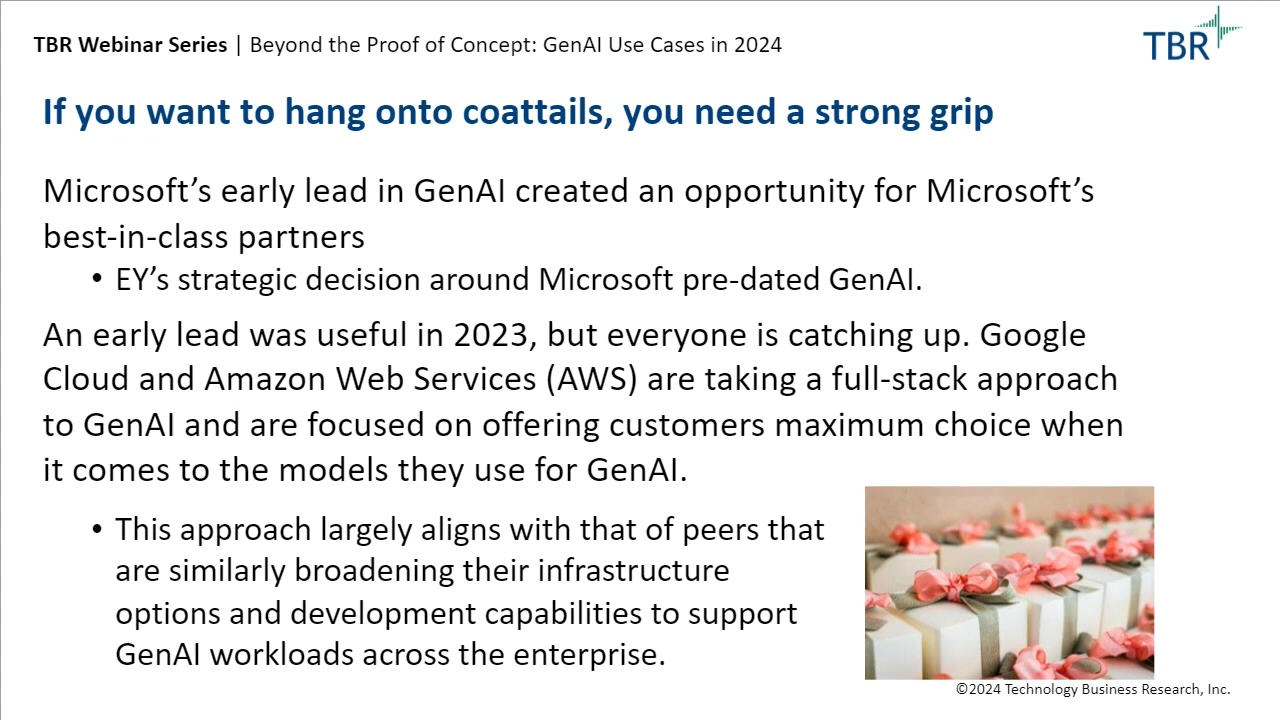 TBR Webinar Series | Beyond the Proof of Concept: GenAI Use Cases in 2024
TBR
If you want to hang onto coattails, you need a strong grip
Microsoft’s early lead in GenAI created an opportunity for Microsoft’s
best-in-class partners
• EY’s strategic decision around Microsoft pre-dated GenAI.
An early lead was useful in 2023, but everyone is catching up. Google
Cloud and Amazon Web Services (AWS) are taking a full-stack approach
to GenAI and are focused on offering customers maximum choice when
it comes to the models they use for GenAI.
• This approach largely aligns with that of peers that
are similarly broadening their infrastructure
options and development capabilities to support
GenAI workloads across the enterprise.
©2024 Technology Business Research, Inc.